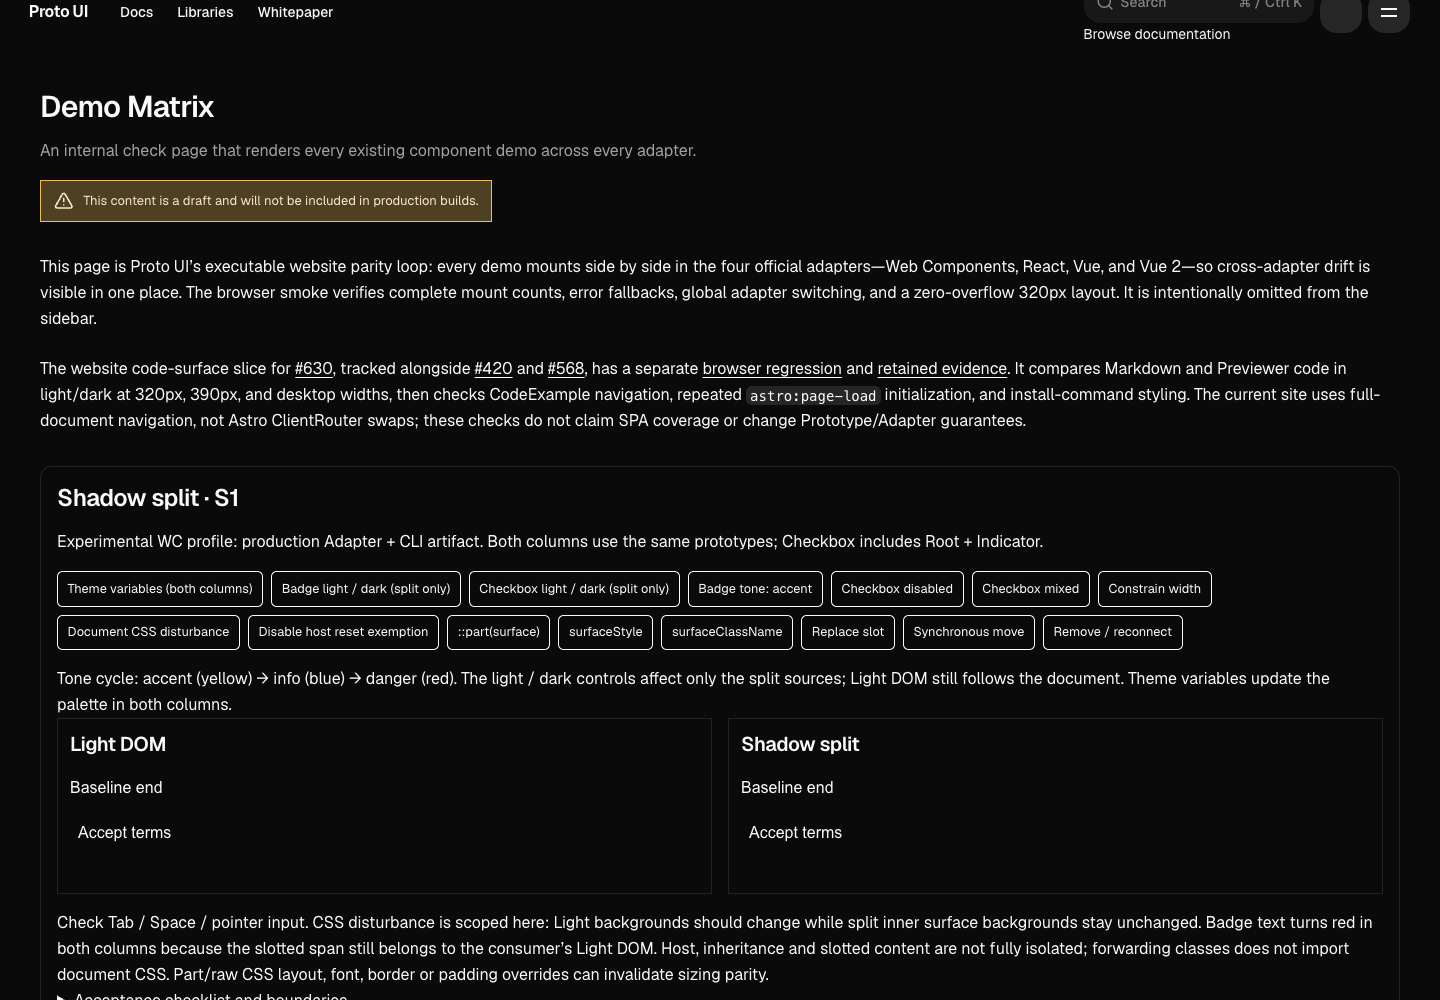 Proto UI
Docs
Libraries
Whitepaper
Search
⌘ / Ctrl K
Browse documentation
Demo Matrix
An internal check page that renders every existing component demo across every adapter.
This content is a draft and will not be included in production builds.
This page is Proto UI’s executable website parity loop: every demo mounts side by side in the four official adapters—Web Components, React, Vue, and Vue 2—so cross-adapter drift is
visible in one place. The browser smoke verifies complete mount counts, error fallbacks, global adapter switching, and a zero-overflow 320px layout. It is intentionally omitted from the
sidebar.
The website code-surface slice for #630, tracked alongside #420 and #568, has a separate browser regression and retained evidence. It compares Markdown and Previewer code in
light/dark at 320px, 390px, and desktop widths, then checks CodeExample navigation, repeated astro:page-load initialization, and install-command styling. The current site uses full-
document navigation, not Astro ClientRouter swaps; these checks do not claim SPA coverage or change Prototype/Adapter guarantees.
Shadow split · S1
Experimental WC profile: production Adapter + CLI artifact. Both columns use the same prototypes; Checkbox includes Root + Indicator.
Theme variables (both columns)
Badge light / dark (split only)
Checkbox light / dark (split only)
Badge tone: accent
Checkbox disabled
Checkbox mixed
Constrain width
Document CSS disturbance
Disable host reset exemption
::part(surface)
surfaceStyle
surfaceClassName
Replace slot
Synchronous move
Remove / reconnect
Tone cycle: accent (yellow) → info (blue) → danger (red). The light / dark controls affect only the split sources; Light DOM still follows the document. Theme variables update the
palette in both columns.
Light DOM
Baseline end
Accept terms
Shadow split
Baseline end
Accept terms
Check Tab / Space / pointer input. CSS disturbance is scoped here: Light backgrounds should change while split inner surface backgrounds stay unchanged. Badge text turns red in
both columns because the slotted span still belongs to the consumer’s Light DOM. Host, inheritance and slotted content are not fully isolated; forwarding classes does not import
document CSS. Part/raw CSS layout, font, border or padding overrides can invalidate sizing parity.
Acceptance checklist and boundaries